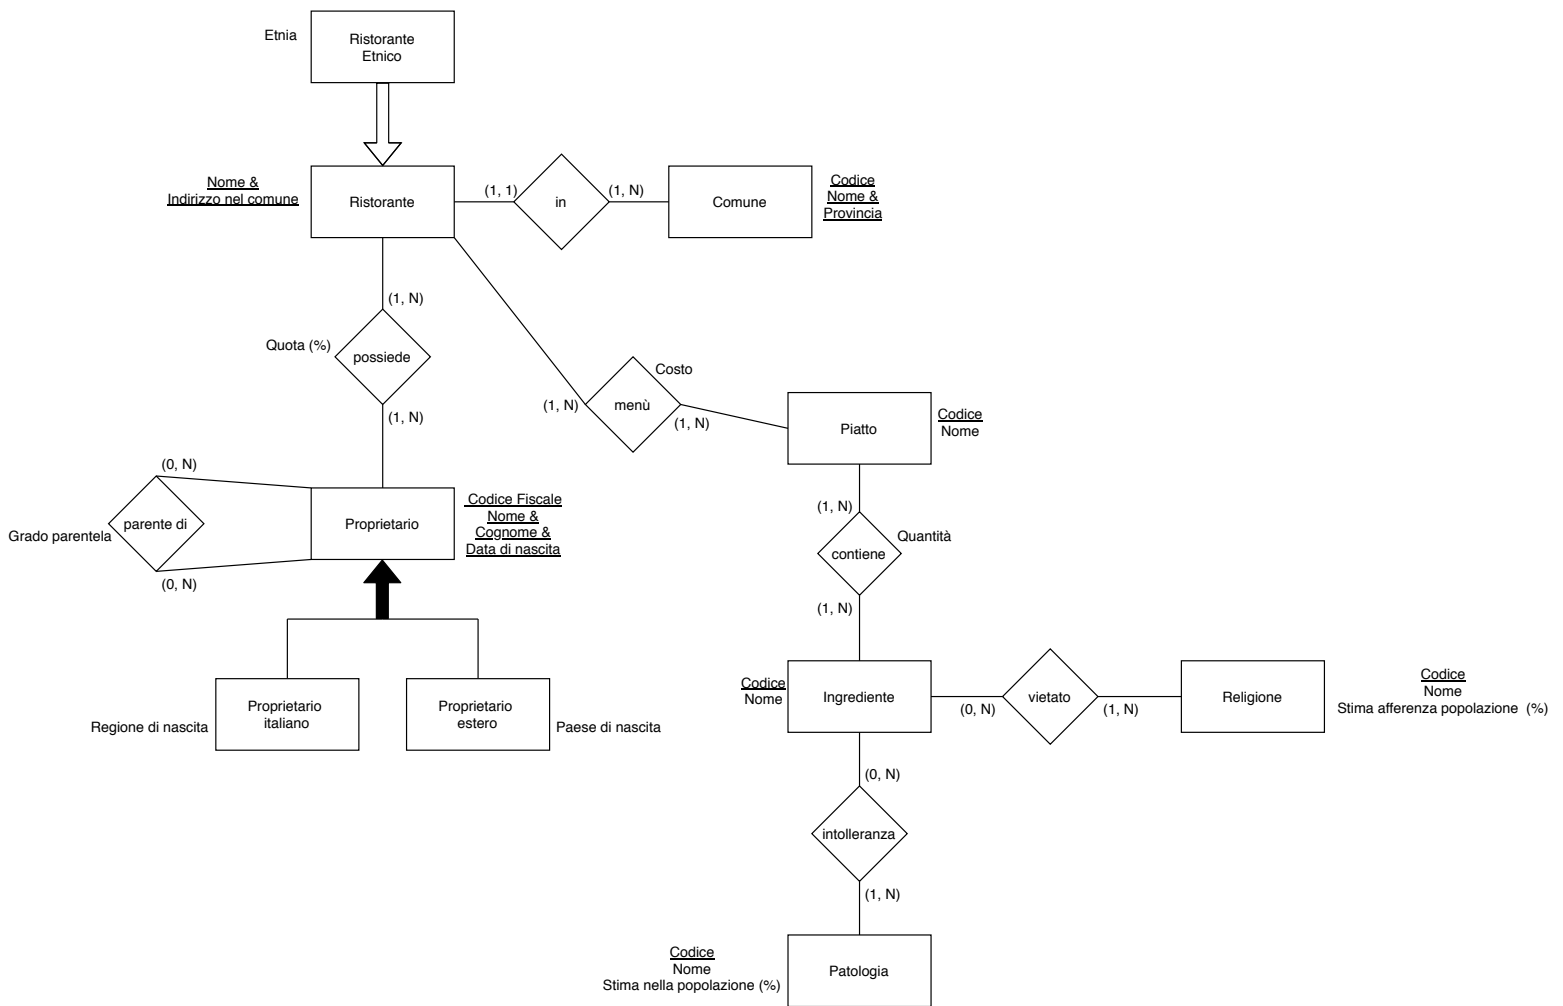 Etnia
Ristorante
Etnico
Nome &
Indirizzo nel comune
Ristorante
(1, 1)
in
(1, N)
Comune
Codice
Nome &
Provincia
(1, N)
Quota (%)
possiede
(1, N)
Costo
(1, N)
menù
(1, N)
Piatto
Codice
Nome
(0, N)
Grado parentela
parente di
(0, N)
Proprietario
Codice Fiscale
Nome &
Cognome &
Data di nascita
(1, N)
Quantità
contiene
(1, N)
Regione di nascita
Proprietario
italiano
Proprietario
estero
Paese di nascita
Codice
Nome
Ingrediente
(0, N)
vietato
(1, N)
Religione
Codice
Nome
Stima afferenza popolazione (%)
(0, N)
intolleranza
(1, N)
Codice
Nome
Stima nella popolazione (%)
Patologia